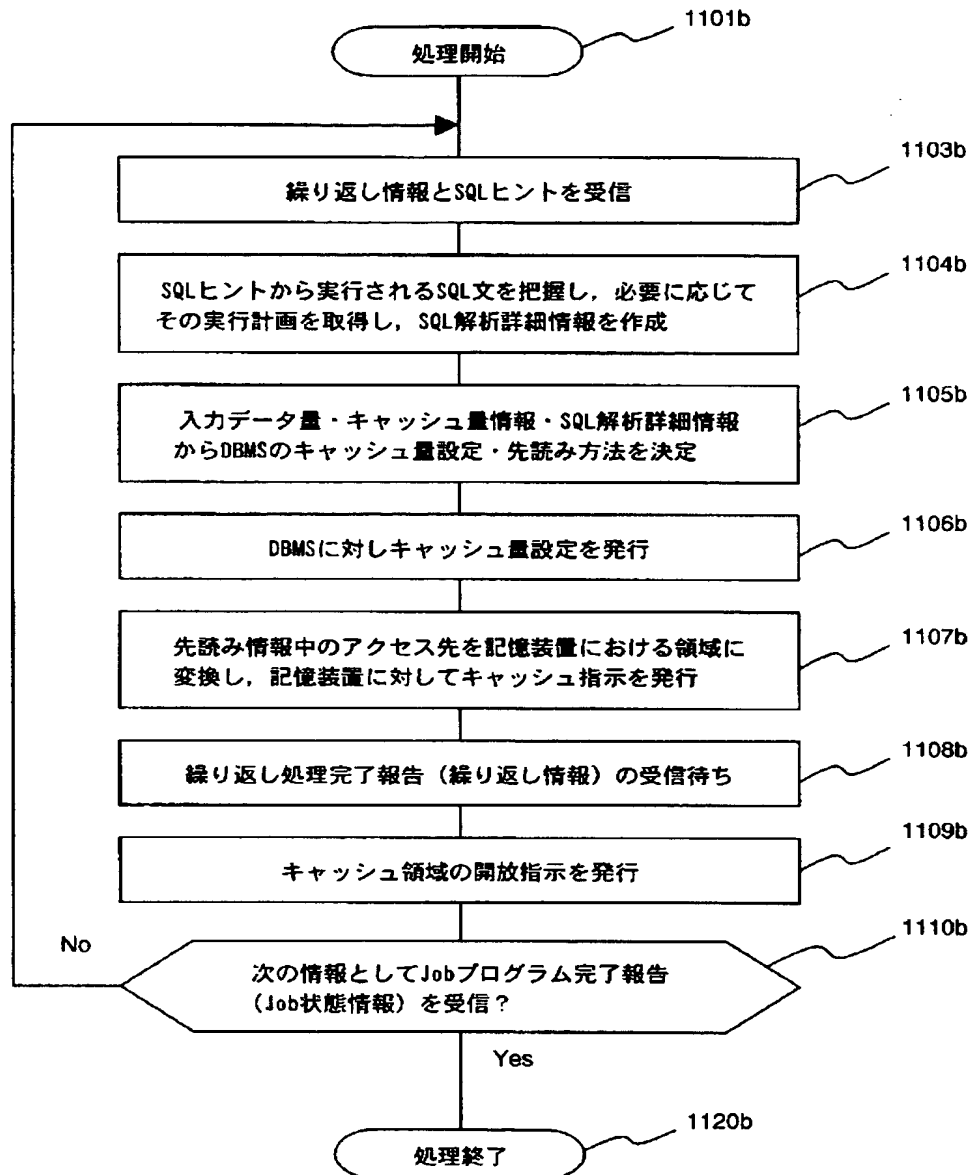 1101b
処理開始
1103b
繰り返し情報とSQLヒントを受信
1104b
SQLヒントから実行されるSQL文を把握し，必要に応じて
その実行計画を取得し，SQL解析詳細情報を作成
1105b
入力データ量・キャッシュ量情報・SQL解析詳細情報
からDBMSのキャッシュ量設定・先読み方法を決定
1106b
DBMSに対しキャッシュ量設定を発行
1107b
先読み情報中のアクセス先を記憶装置における領域に
変換し，記憶装置に対してキャッシュ指示を発行
1108b
繰り返し処理完了報告（繰り返し情報）の受信待ち
1109b
キャッシュ領域の開放指示を発行
1110b
No
次の情報としてJobプログラム完了報告
（Job状態情報）を受信？
Yes
1120b
処理終了